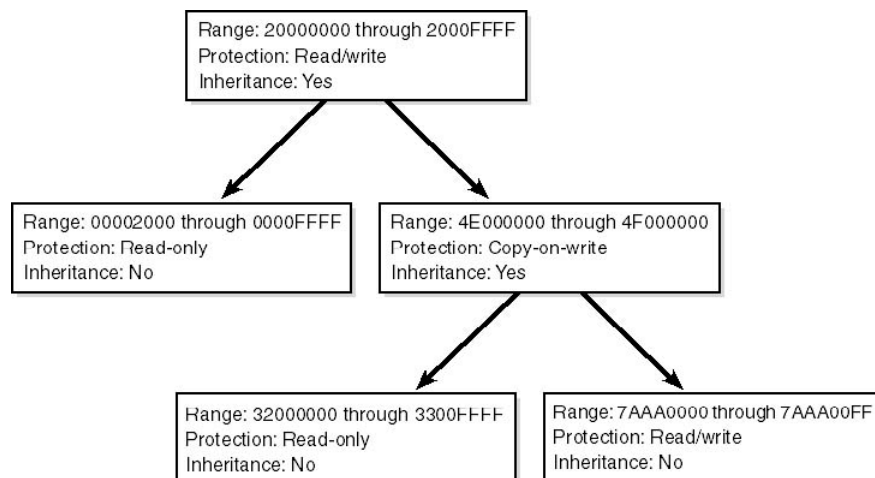 Range: 20000000 through 2000FFFF
Protection: Read/write
Inheritance: Yes
Range: 00002000 through 0000FFFF
Protection: Read-only
Inheritance: No
Range: 4E000000 through 4F000000
Protection: Copy-on-write
Inheritance: Yes
Range: 32000000 through 3300FFFF
Protection: Read-only
Inheritance: No
Range: 7AAA0000 through 7AAA00FF
Protection: Read/write
Inheritance: No